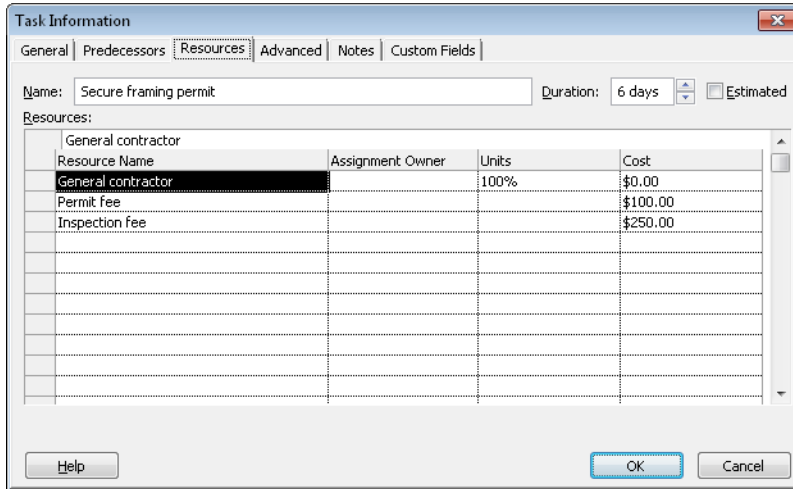 Task Information
General Predecessors Resources Advanced Notes Custom Fields
Name: Secure framing permit Duration: 6 days Estimated
Resources:
General contractor
Resource Name Assignment Owner Units Cost
General contractor 100% $0.00
Permit fee $100.00
Inspection fee $250.00
Help OK Cancel